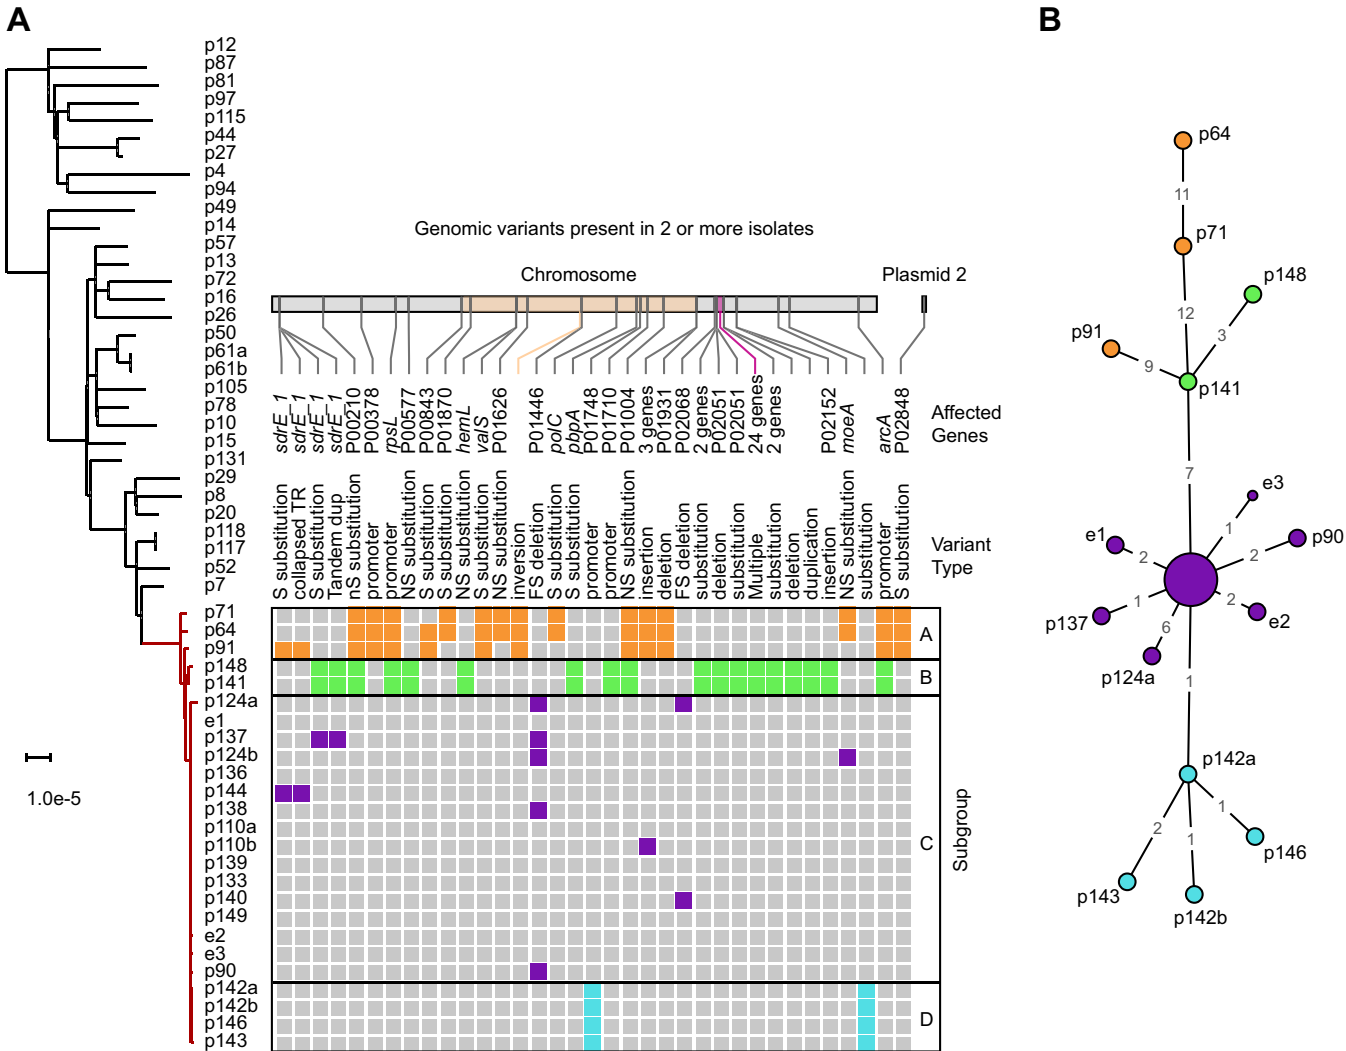 A
B
p12
p87
p81
p97
p115
p44
p27
p4
p94
p49
p14
p57
p13
p72
p16
p26
p50
p61a
p61b
p105
p78
p10
p15
p131
p29
p8
p20
p118
p117
p52
p7
p71
p64
p91
p148
p141
p124a
e1
p137
p124b
p136
p144
p138
p110a
p110b
p139
p133
p140
p149
e2
e3
p90
p142a
p142b
p146
p143
1.0e-5
Genomic variants present in 2 or more isolates
Chromosome
Plasmid 2
sdrE_1
sdrE_1
sdrE_1
sdrE_1
P00210
P00378
rpsL
P00577
P00843
P01870
hemL
valS
P01626
P01446
polC
pbpA
P01748
P01710
P01004
3 genes
P01931
P02068
2 genes
P02051
P02051
24 genes
2 genes
P02152
moeA
arcA
P02848
Affected
Genes
S substitution
collapsed TR
S substitution
Tandem dup
nS substitution
promoter
promoter
NS substitution
S substitution
S substitution
NS substitution
S substitution
NS substitution
inversion
FS deletion
S substitution
S substitution
promoter
promoter
NS substitution
insertion
deletion
FS deletion
substitution
deletion
substitution
Multiple
substitution
deletion
duplication
insertion
NS substitution
substitution
promoter
S substitution
Variant
Type
A
B
C
D
Subgroup
p64
11
p71
12
p148
3
p91
9
p141
7
e3
1
p90
2
e1
2
p137
1
p124a
6
2
e2
1
p142a
1
p146
2
p143
1
p142b